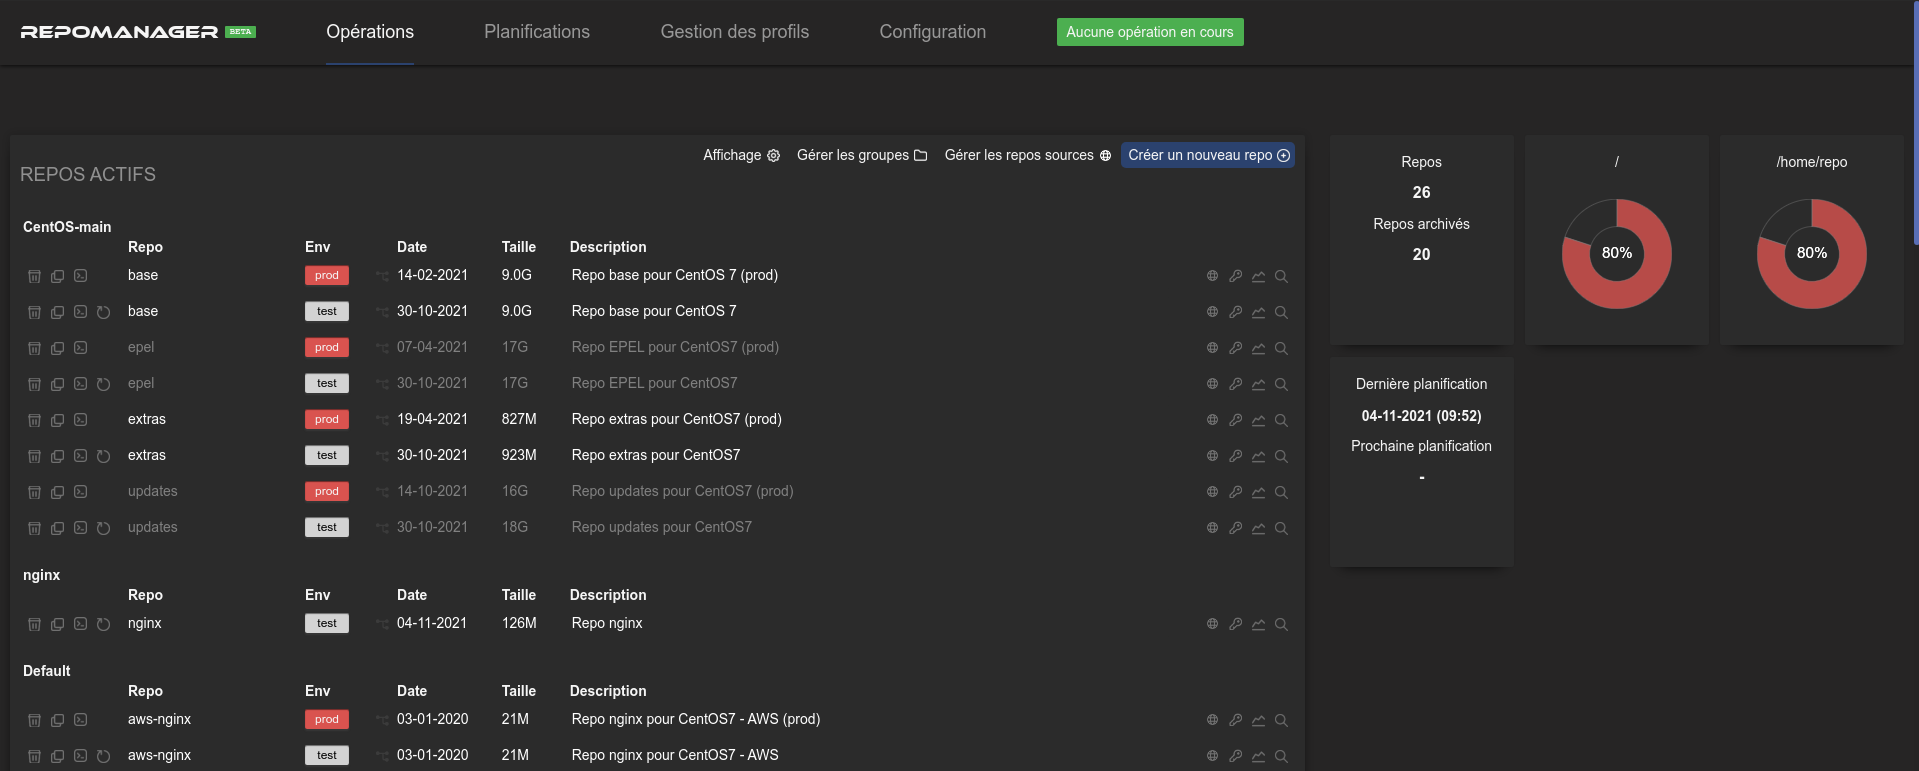 REPOMANAGER BETA Opérations Planifications Gestion des profils Configuration Aucune opération en cours
Affichage Gérer les groupes Gérer les repos sources Créer un nouveau repo
REPOS ACTIFS
CentOS-main
Repo Env Date Taille Description
base prod 14-02-2021 9.0G Repo base pour CentOS 7 (prod)
base test 30-10-2021 9.0G Repo base pour CentOS 7
epel prod 07-04-2021 17G Repo EPEL pour CentOS7 (prod)
epel test 30-10-2021 17G Repo EPEL pour CentOS7
extras prod 19-04-2021 827M Repo extras pour CentOS7 (prod)
extras test 30-10-2021 923M Repo extras pour CentOS7
updates prod 14-10-2021 16G Repo updates pour CentOS7 (prod)
updates test 30-10-2021 18G Repo updates pour CentOS7
nginx
Repo Env Date Taille Description
nginx test 04-11-2021 126M Repo nginx
Default
Repo Env Date Taille Description
aws-nginx prod 03-01-2020 21M Repo nginx pour CentOS7 - AWS (prod)
aws-nginx test 03-01-2020 21M Repo nginx pour CentOS7 - AWS
Repos
26
Repos archivés
20
/
80%
/home/repo
80%
Dernière planification
04-11-2021 (09:52)
Prochaine planification
-